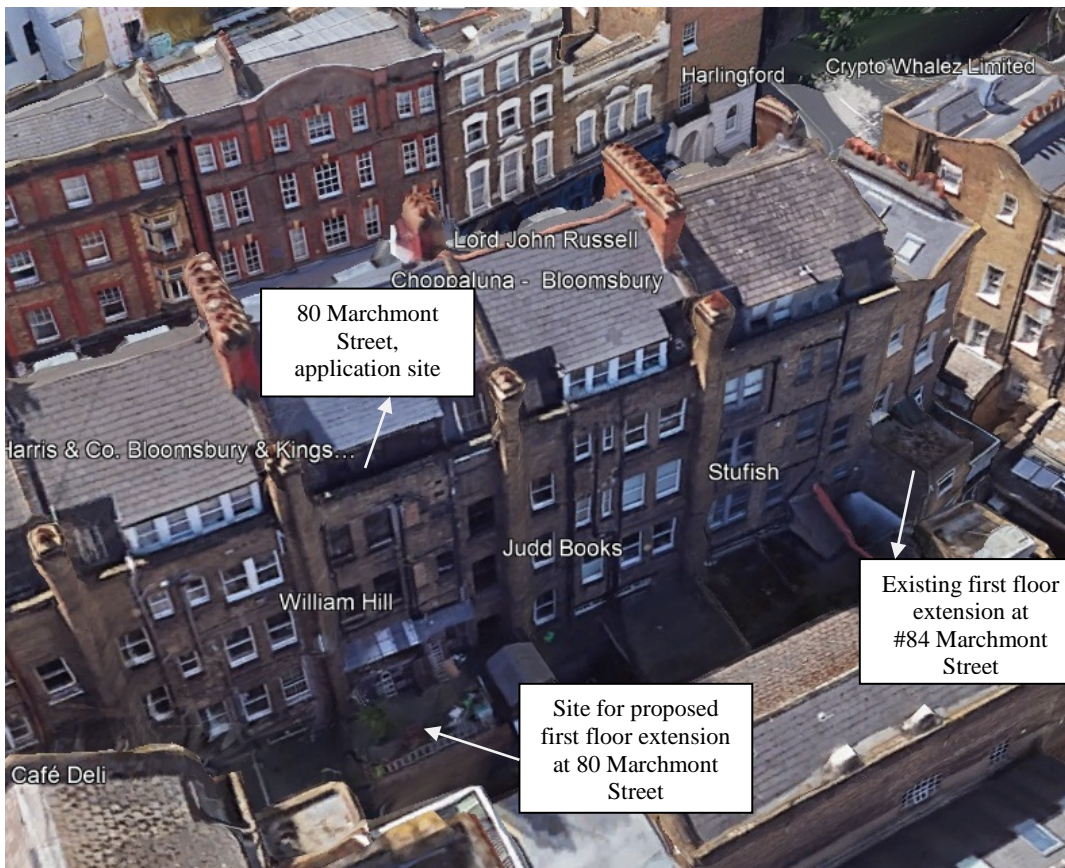 Harlingford
Crypto Whalez Limited
Lord John Russell
Choppaluna - Bloomsbury
80 Marchmont
Street,
application site
Harris & Co. Bloomsbury & Kings...
Stufish
Judd Books
William Hill
Existing first floor
extension at
#84 Marchmont
Street
Site for proposed
first floor extension
at 80 Marchmont
Street
Café Deli